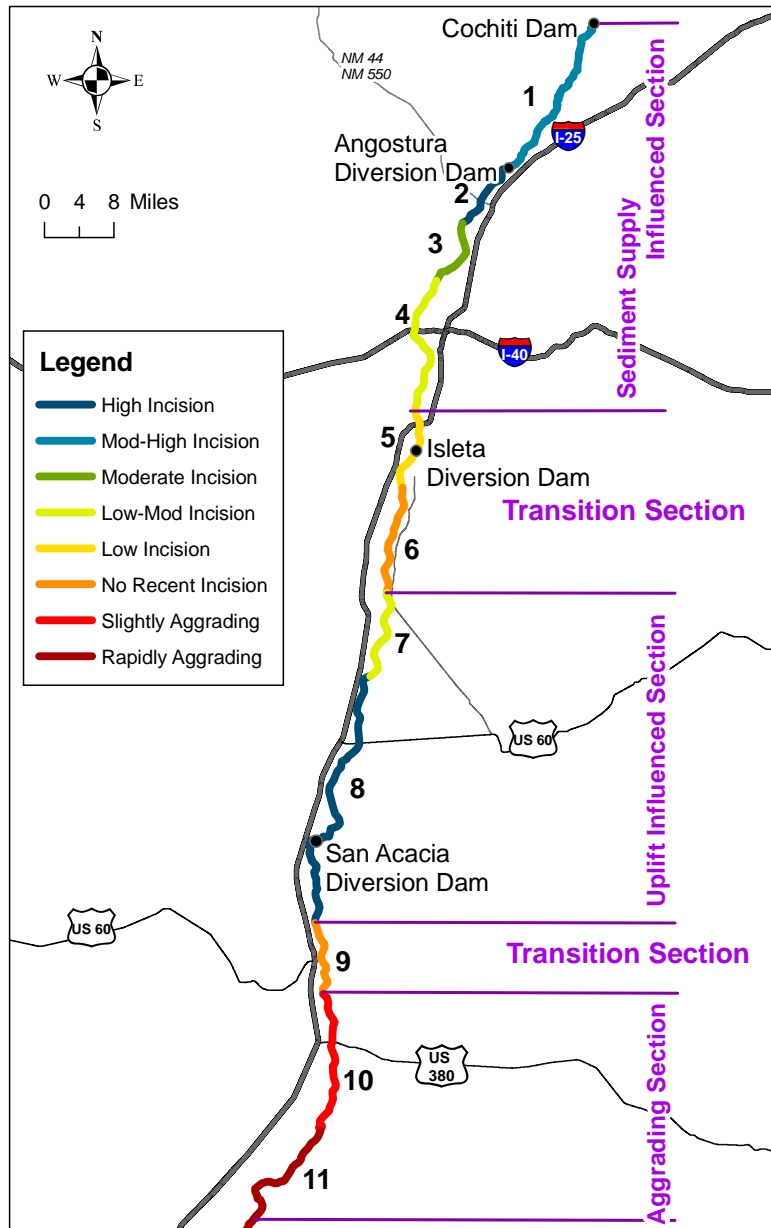 Cochiti Dam
N
W
E
S
NM 44
NM 550
1
I-25
Angostura
Diversion Dam
0 4 8 Miles
2
3
Sediment Supply
Influenced Section
4
I-40
Legend
High Incision
Mod-High Incision
Moderate Incision
Low-Mod Incision
Low Incision
No Recent Incision
Slightly Aggrading
Rapidly Aggrading
5
Isleta
Diversion Dam
Transition Section
6
7
US 60
Uplift Influenced Section
8
San Acacia
Diversion Dam
US 60
9
Transition Section
US
380
10
Aggrading Section
11